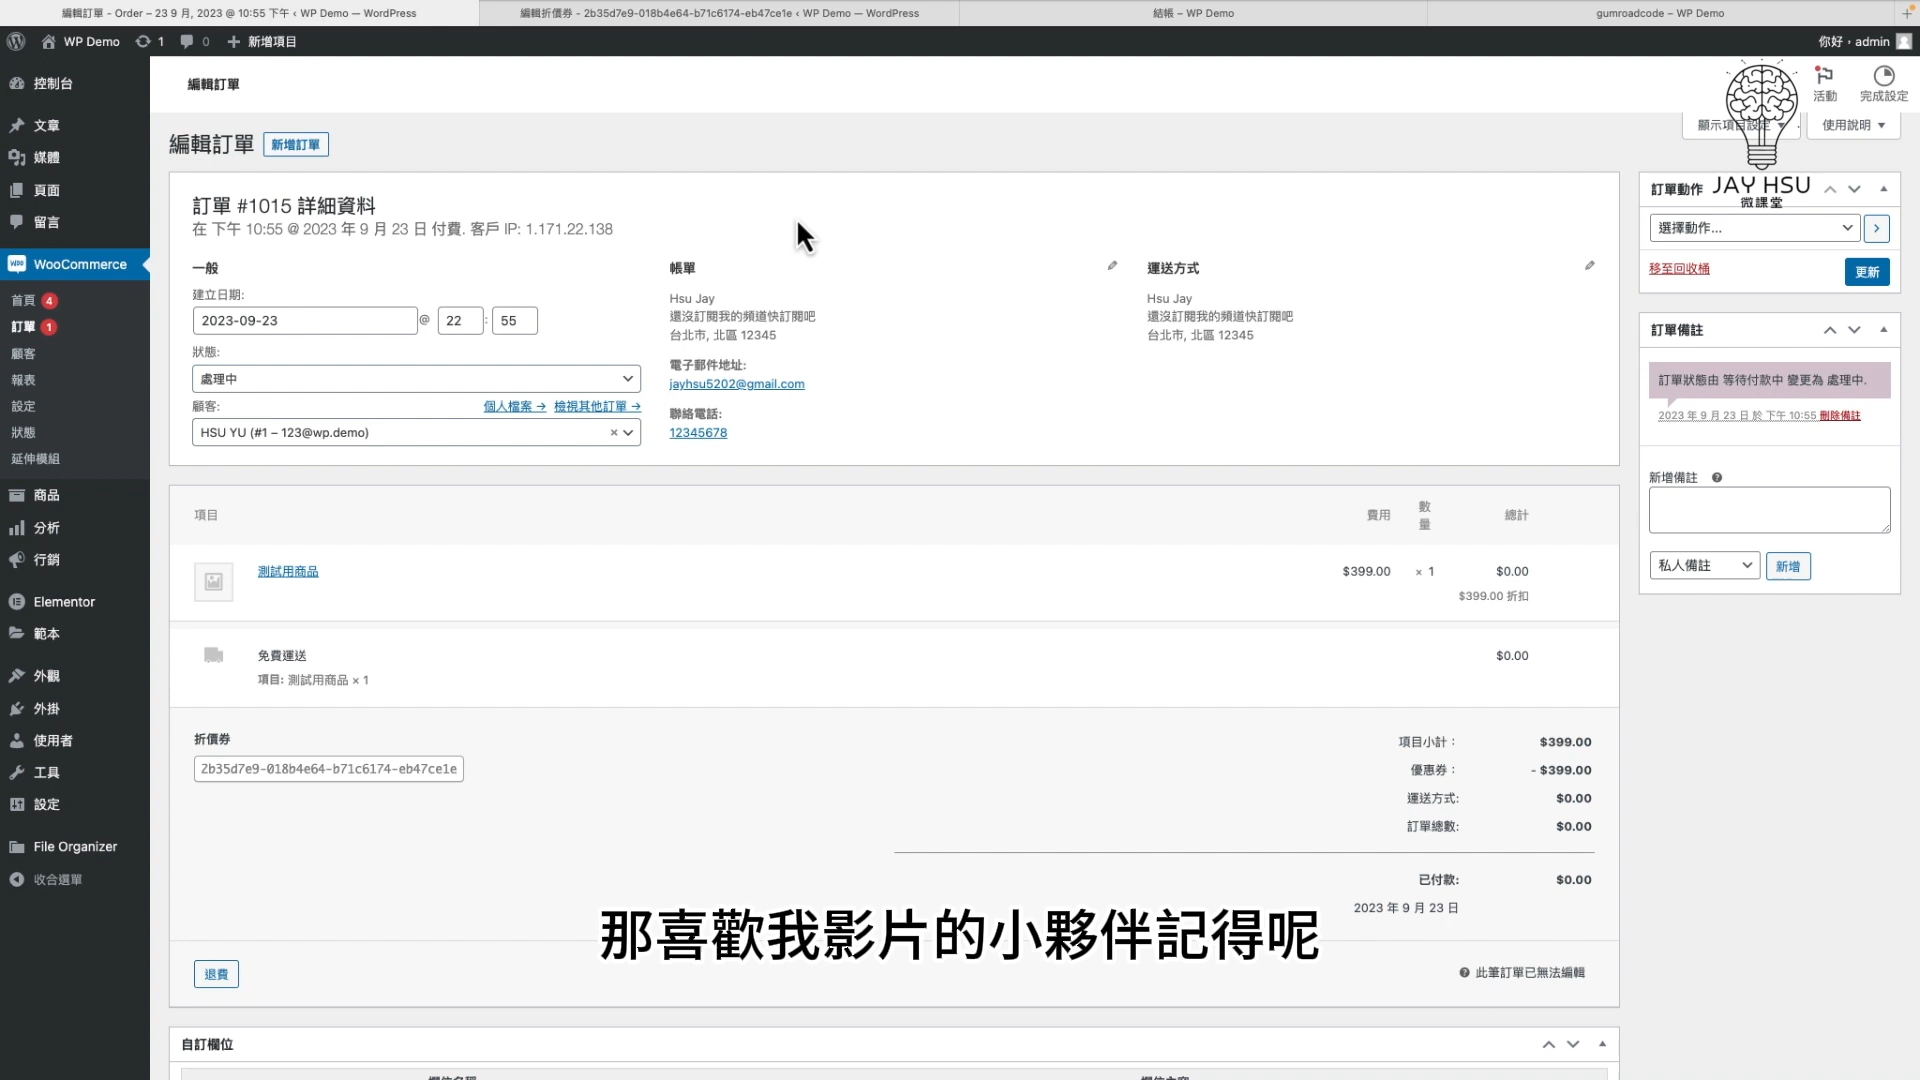 編輯訂單 - Order – 23 9 月, 2023 @ 10:55 下午 ‹ WP Demo — WordPress
編輯折價券 - 2b35d7e9-018b4e64-b71c6174-eb47ce1e ‹ WP Demo — WordPress
結帳 – WP Demo
gumroadcode – WP Demo
WP Demo
1
0
新增項目
你好，admin
控制台
文章
媒體
頁面
留言
WooCommerce
首頁 4
訂單 1
顧客
報表
設定
狀態
延伸模組
商品
分析
行銷
Elementor
範本
外觀
外掛
使用者
工具
設定
File Organizer
收合選單
編輯訂單
活動
完成設定
顯示項目設定
使用說明
JAY HSU
微課堂
編輯訂單
新增訂單
訂單 #1015 詳細資料
在 下午 10:55 @ 2023 年 9 月 23 日 付費. 客戶 IP: 1.171.22.138
一般
建立日期:
2023-09-23 @ 22 : 55
狀態:
處理中
顧客:
個人檔案 →
檢視其他訂單 →
HSU YU (#1 – 123@wp.demo) ×
帳單
Hsu Jay
還沒訂閱我的頻道快訂閱吧
台北市, 北區 12345
電子郵件地址:
jayhsu5202@gmail.com
聯絡電話:
12345678
運送方式
Hsu Jay
還沒訂閱我的頻道快訂閱吧
台北市, 北區 12345
項目
費用
數
量
總計
測試用商品
$399.00
× 1
$0.00
$399.00 折扣
免費運送
$0.00
項目: 測試用商品 × 1
折價券
2b35d7e9-018b4e64-b71c6174-eb47ce1e
項目小計： $399.00
優惠券： - $399.00
運送方式: $0.00
訂單總數: $0.00
已付款: $0.00
2023 年 9 月 23 日
退費
此筆訂單已無法編輯
自訂欄位
訂單動作
選擇動作...
移至回收桶
更新
訂單備註
訂單狀態由 等待付款中 變更為 處理中.
2023 年 9 月 23 日 於 下午 10:55 刪除備註
新增備註
私人備註
新增
那喜歡我影片的小夥伴記得呢